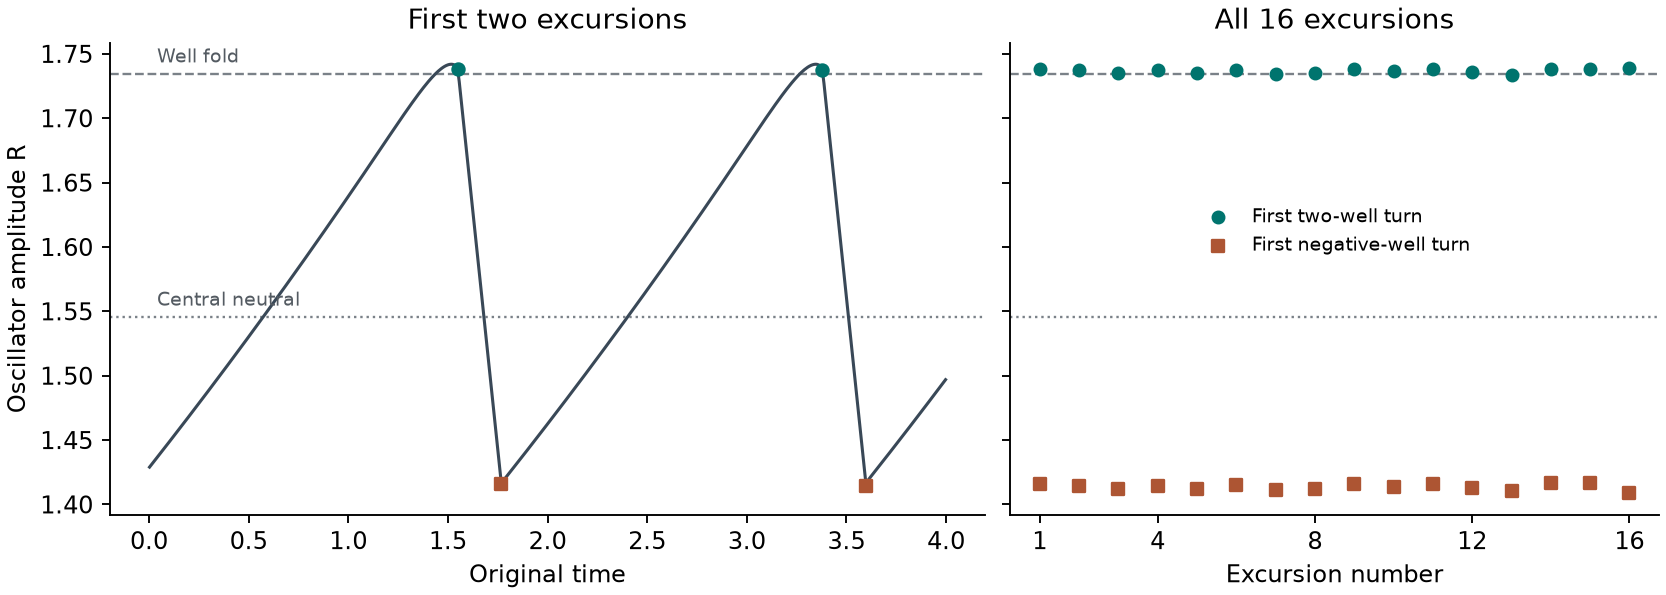 First two excursions
All 16 excursions
Oscillator amplitude R
1.75
1.70
1.65
1.60
1.55
1.50
1.45
1.40
Well fold
Central neutral
First two-well turn
First negative-well turn
0.0 0.5 1.0 1.5 2.0 2.5 3.0 3.5 4.0
1 4 8 12 16
Original time
Excursion number